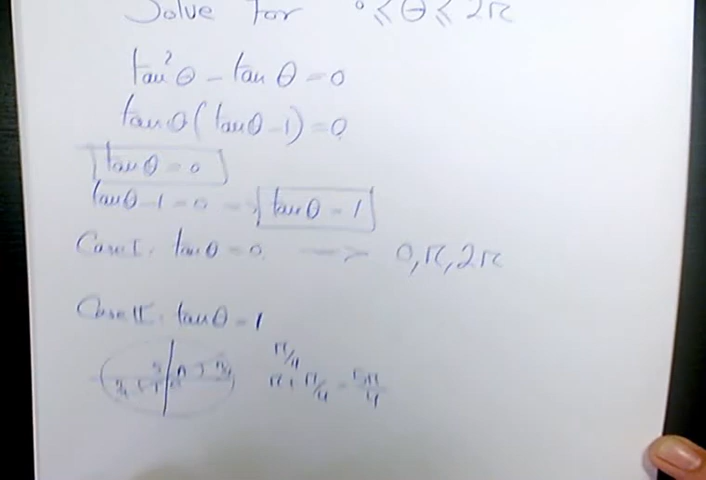 Solve for 0 ≤ θ ≤ 2π
tan²θ - tan θ = 0
tan θ (tan θ - 1) = 0
tan θ = 0
tan θ - 1 = 0 → tan θ = 1
Case I. tan θ = 0 → 0, π, 2π
Case II. tan θ = 1
π/4
π + π/4 = 5π/4